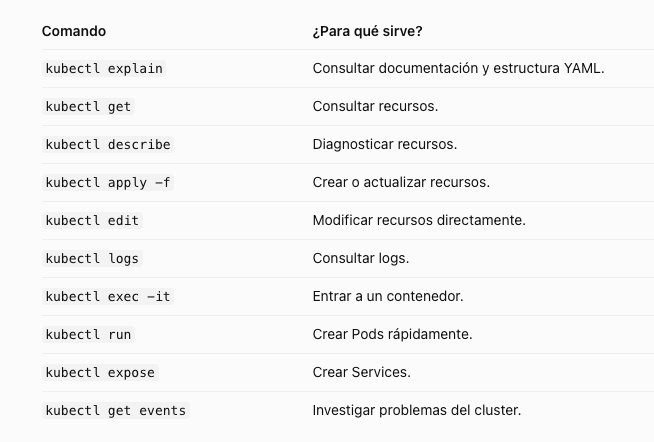 Comando ¿Para qué sirve?
kubectl explain Consultar documentación y estructura YAML.
kubectl get Consultar recursos.
kubectl describe Diagnosticar recursos.
kubectl apply -f Crear o actualizar recursos.
kubectl edit Modificar recursos directamente.
kubectl logs Consultar logs.
kubectl exec -it Entrar a un contenedor.
kubectl run Crear Pods rápidamente.
kubectl expose Crear Services.
kubectl get events Investigar problemas del cluster.